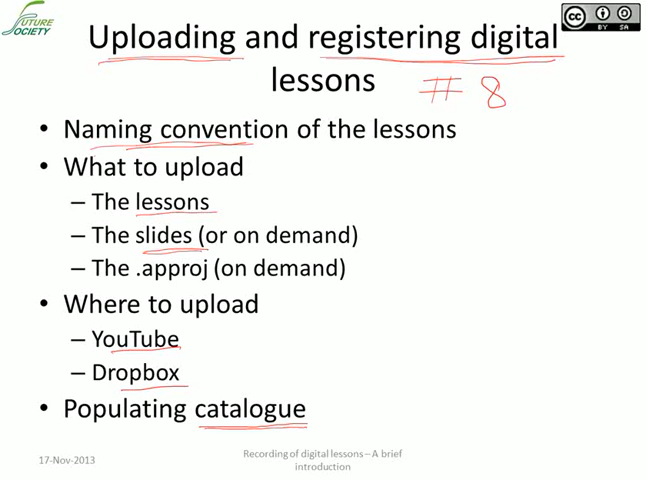 FUTURE
SOCIETY
cc
BY SA
Uploading and registering digital
lessons # 8
• Naming convention of the lessons
• What to upload
– The lessons
– The slides (or on demand)
– The .approj (on demand)
• Where to upload
– YouTube
– Dropbox
• Populating catalogue
17-Nov-2013
Recording of digital lessons – A brief
introduction